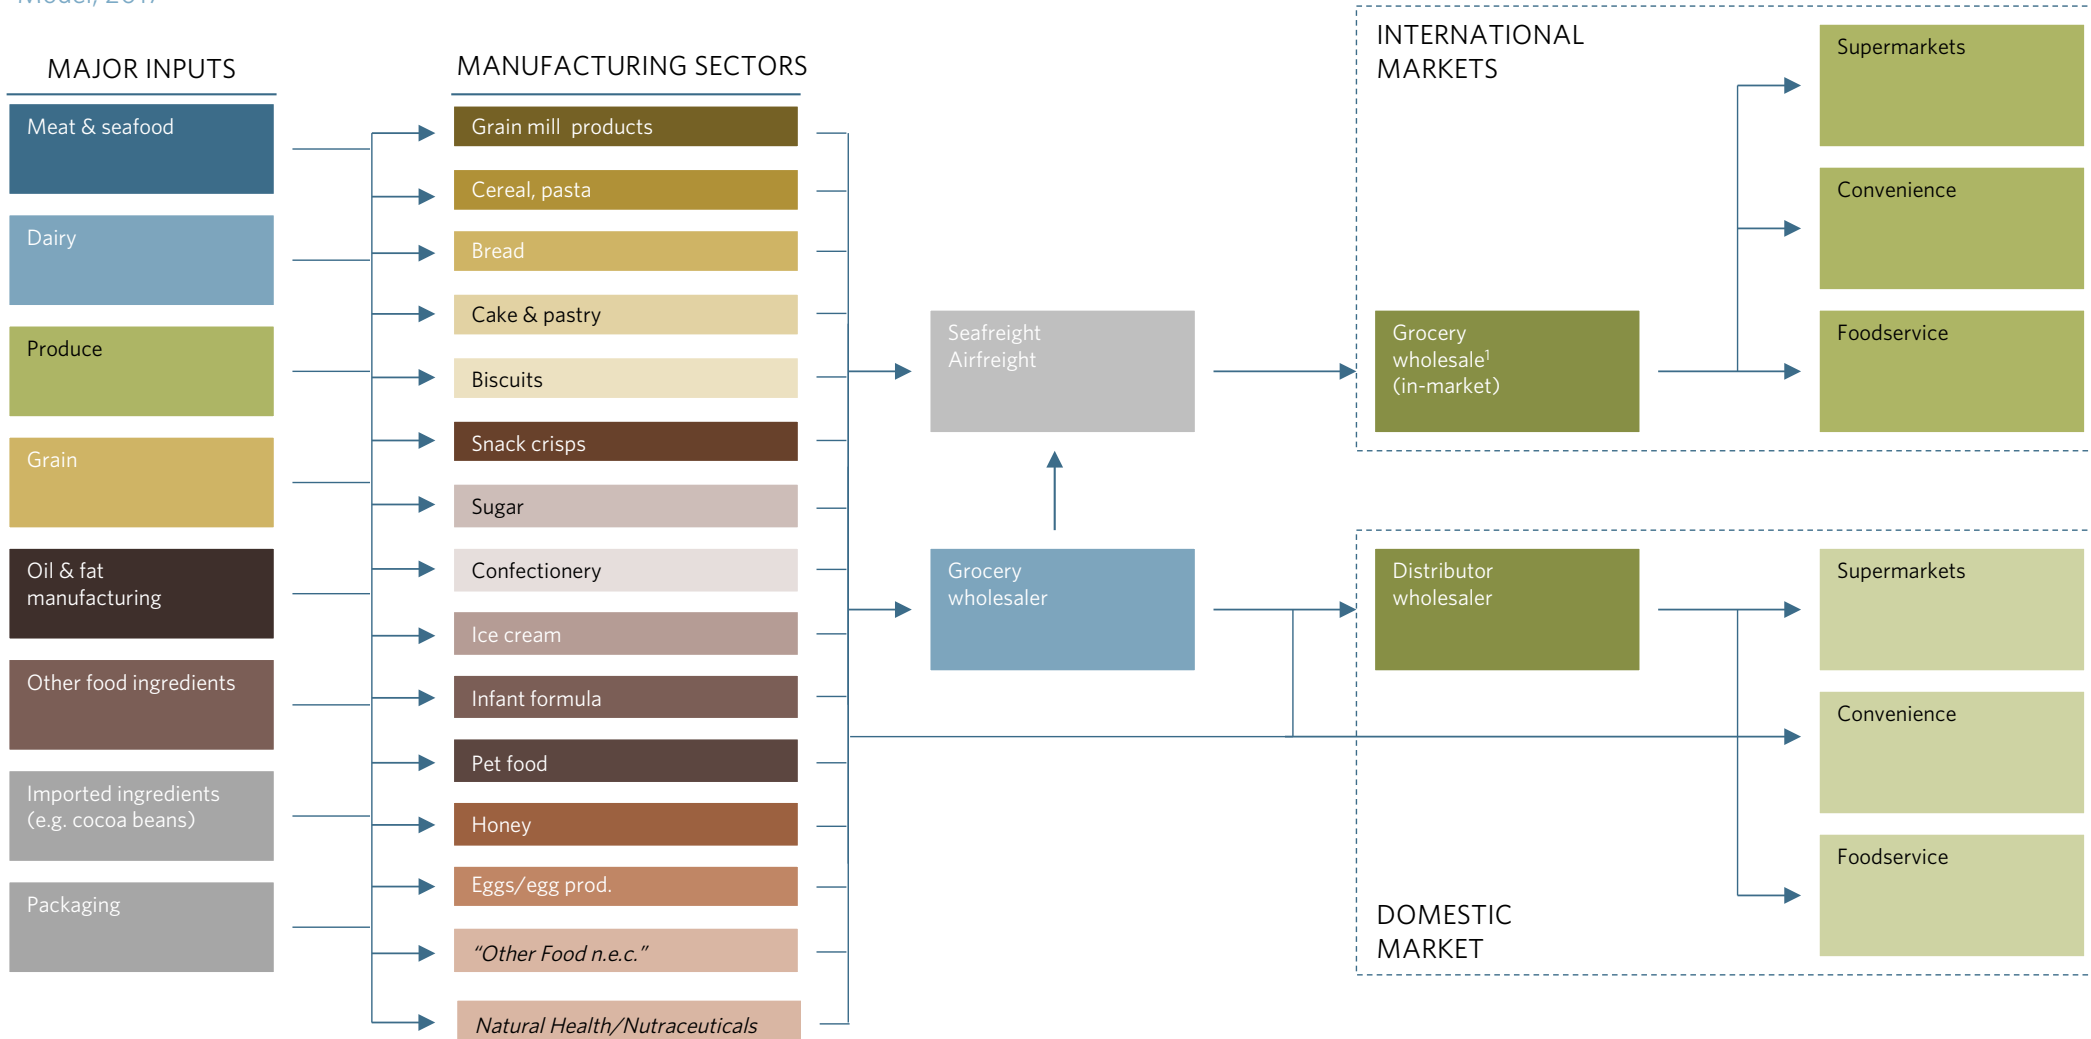 Model, 2017
MAJOR INPUTS
Meat & seafood
Dairy
Produce
Grain
Oil & fat
manufacturing
Other food ingredients
Imported ingredients
(e.g. cocoa beans)
Packaging
MANUFACTURING SECTORS
Grain mill products
Cereal, pasta
Bread
Cake & pastry
Biscuits
Snack crisps
Sugar
Confectionery
Ice cream
Infant formula
Pet food
Honey
Eggs/egg prod.
“Other Food n.e.c.”
Natural Health/Nutraceuticals
Seafreight
Airfreight
Grocery
wholesaler
INTERNATIONAL
MARKETS
Grocery
wholesale¹
(in-market)
Supermarkets
Convenience
Foodservice
Distributor
wholesaler
DOMESTIC
MARKET
Supermarkets
Convenience
Foodservice